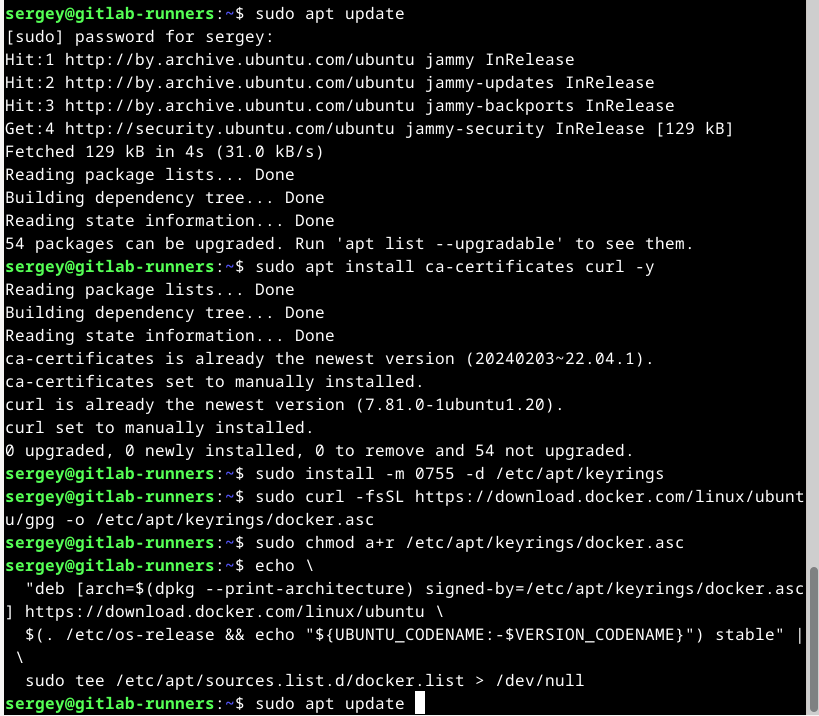 sergey@gitlab-runners:~$ sudo apt update
[sudo] password for sergey:
Hit:1 http://by.archive.ubuntu.com/ubuntu jammy InRelease
Hit:2 http://by.archive.ubuntu.com/ubuntu jammy-updates InRelease
Hit:3 http://by.archive.ubuntu.com/ubuntu jammy-backports InRelease
Get:4 http://security.ubuntu.com/ubuntu jammy-security InRelease [129 kB]
Fetched 129 kB in 4s (31.0 kB/s)
Reading package lists... Done
Building dependency tree... Done
Reading state information... Done
54 packages can be upgraded. Run 'apt list --upgradable' to see them.
sergey@gitlab-runners:~$ sudo apt install ca-certificates curl -y
Reading package lists... Done
Building dependency tree... Done
Reading state information... Done
ca-certificates is already the newest version (20240203~22.04.1).
ca-certificates set to manually installed.
curl is already the newest version (7.81.0-1ubuntu1.20).
curl set to manually installed.
0 upgraded, 0 newly installed, 0 to remove and 54 not upgraded.
sergey@gitlab-runners:~$ sudo install -m 0755 -d /etc/apt/keyrings
sergey@gitlab-runners:~$ sudo curl -fsSL https://download.docker.com/linux/ubunt
u/gpg -o /etc/apt/keyrings/docker.asc
sergey@gitlab-runners:~$ sudo chmod a+r /etc/apt/keyrings/docker.asc
sergey@gitlab-runners:~$ echo \
  "deb [arch=$(dpkg --print-architecture) signed-by=/etc/apt/keyrings/docker.asc
] https://download.docker.com/linux/ubuntu \
  $(. /etc/os-release && echo "${UBUNTU_CODENAME:-$VERSION_CODENAME}") stable" |
 \
  sudo tee /etc/apt/sources.list.d/docker.list > /dev/null
sergey@gitlab-runners:~$ sudo apt update